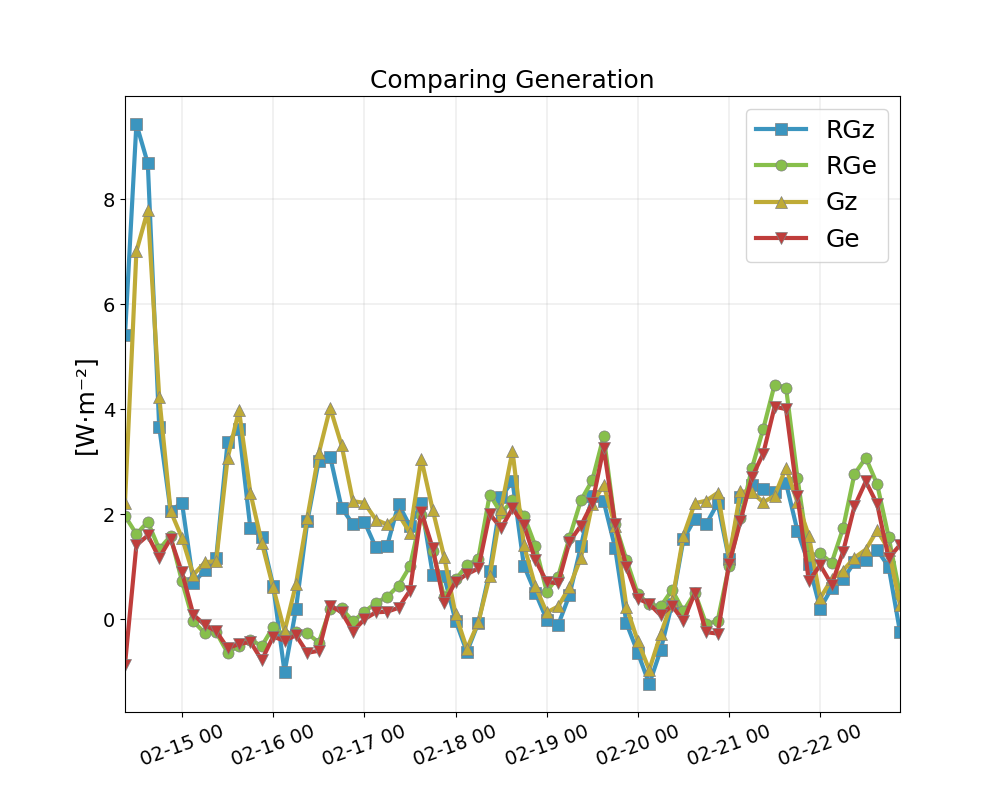 Comparing Generation
[W·m⁻²]
8
6
4
2
0
RGz
RGe
Gz
Ge
02-15 00
02-16 00
02-17 00
02-18 00
02-19 00
02-20 00
02-21 00
02-22 00